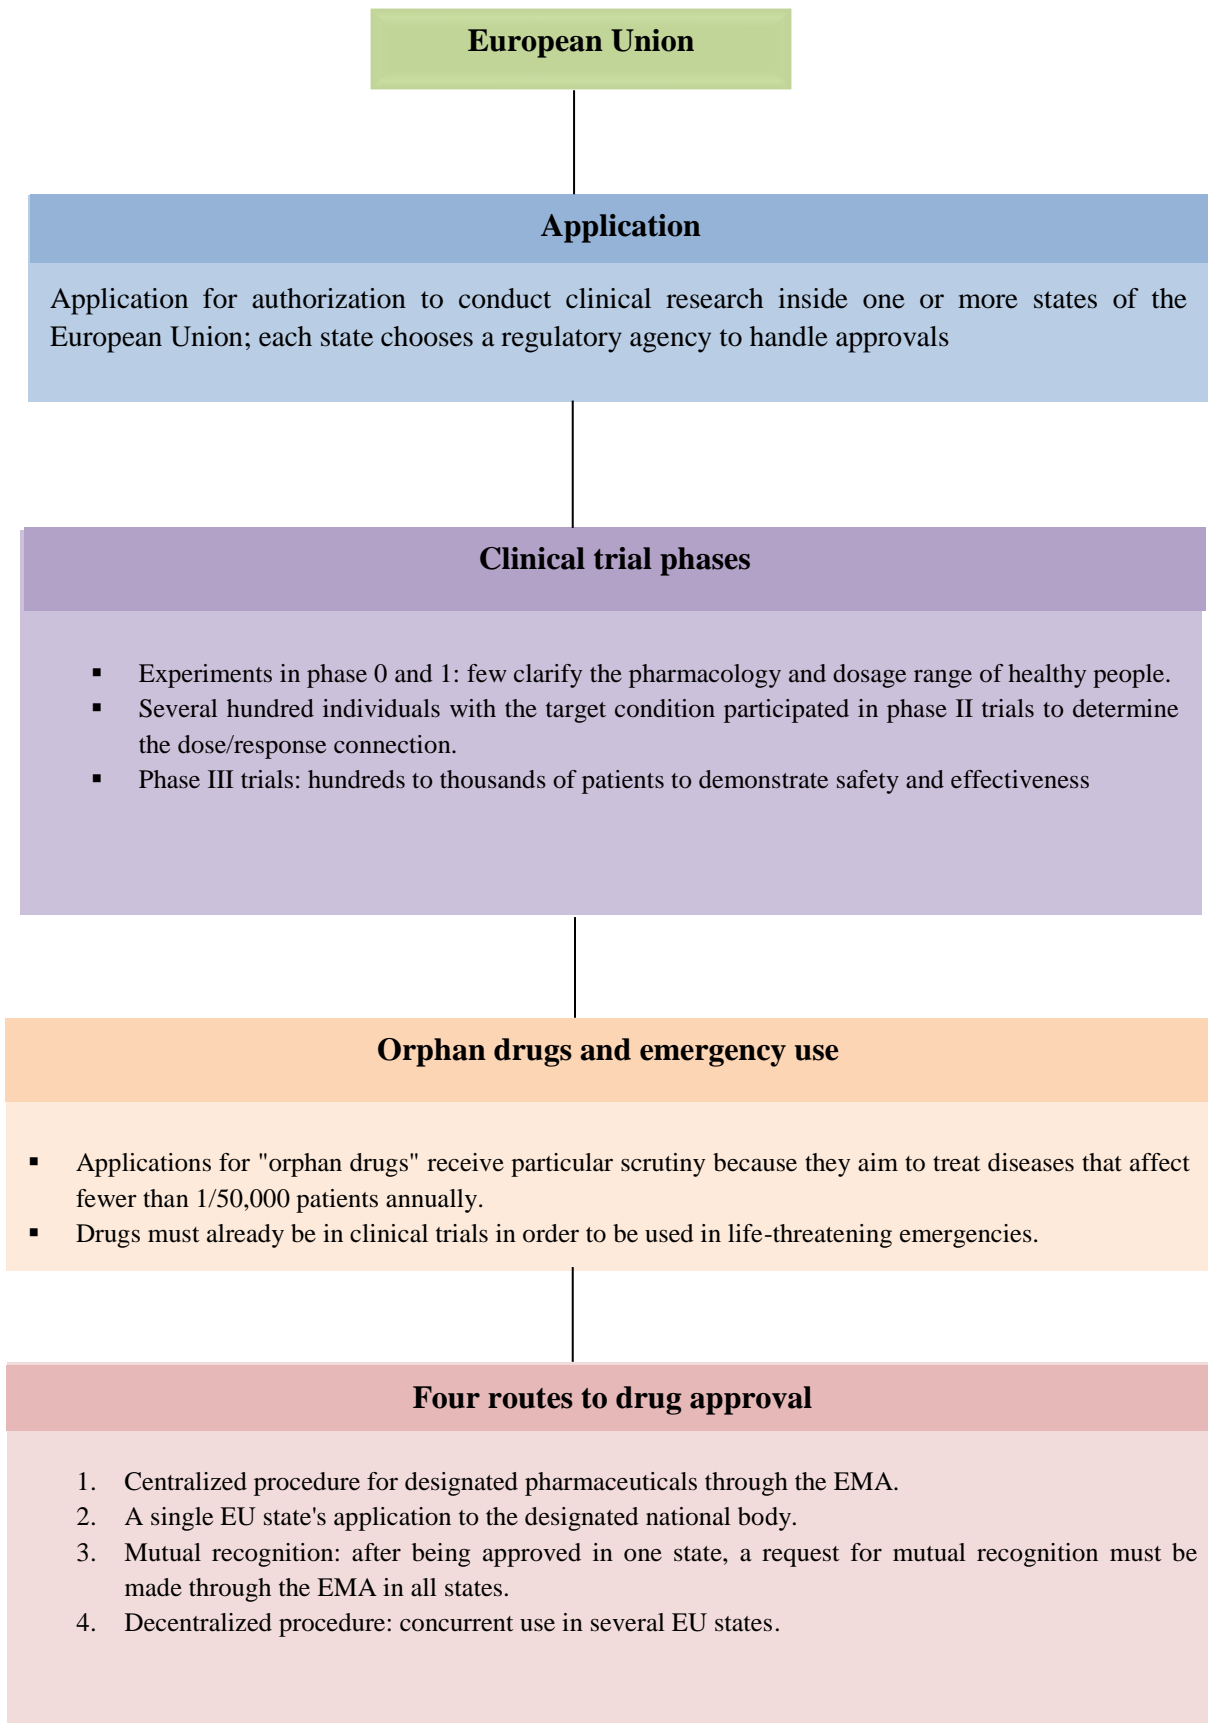 European Union
Application
Application for authorization to conduct clinical research inside one or more states of the
European Union; each state chooses a regulatory agency to handle approvals
Clinical trial phases
▪ Experiments in phase 0 and 1: few clarify the pharmacology and dosage range of healthy people.
▪ Several hundred individuals with the target condition participated in phase II trials to determine
the dose/response connection.
▪ Phase III trials: hundreds to thousands of patients to demonstrate safety and effectiveness
Orphan drugs and emergency use
▪ Applications for "orphan drugs" receive particular scrutiny because they aim to treat diseases that affect
fewer than 1/50,000 patients annually.
▪ Drugs must already be in clinical trials in order to be used in life-threatening emergencies.
Four routes to drug approval
1. Centralized procedure for designated pharmaceuticals through the EMA.
2. A single EU state's application to the designated national body.
3. Mutual recognition: after being approved in one state, a request for mutual recognition must be
made through the EMA in all states.
4. Decentralized procedure: concurrent use in several EU states.